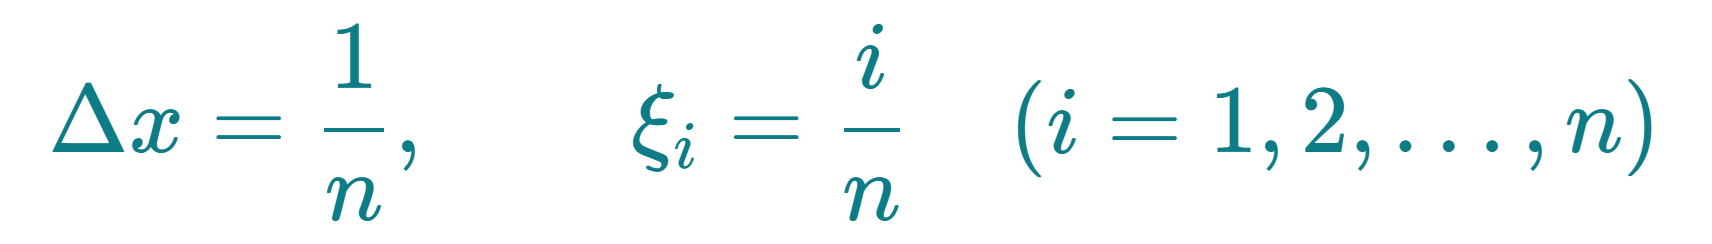 Δx = 1/n, ξᵢ = i/n (i = 1, 2, . . . , n)